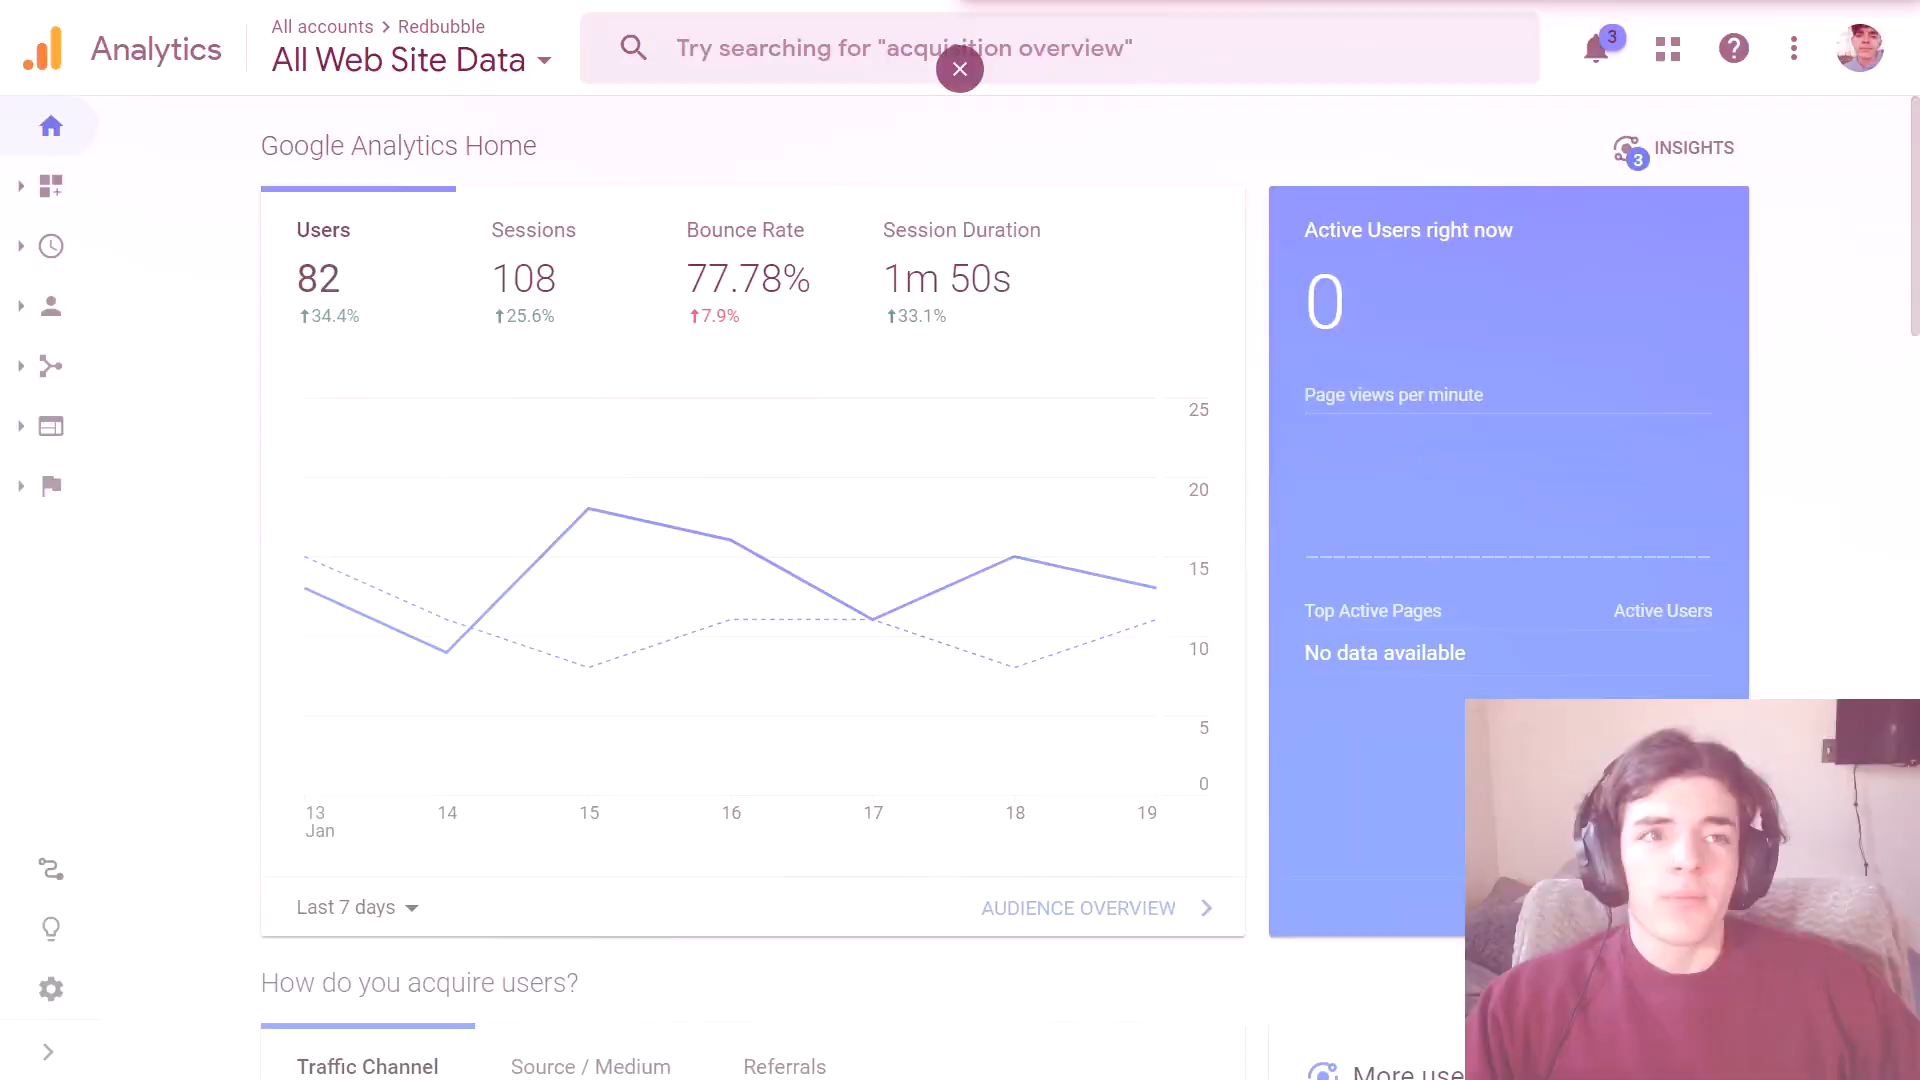 Analytics
All accounts > Redbubble
All Web Site Data
Try searching for "acquisition overview"
3
Google Analytics Home
INSIGHTS
3
Users
82
34.4%
Sessions
108
25.6%
Bounce Rate
77.78%
7.9%
Session Duration
1m 50s
33.1%
25
20
15
10
5
0
13
Jan
14
15
16
17
18
19
Last 7 days
AUDIENCE OVERVIEW
Active Users right now
0
Page views per minute
Top Active Pages
Active Users
No data available
How do you acquire users?
Traffic Channel
Source / Medium
Referrals
More use